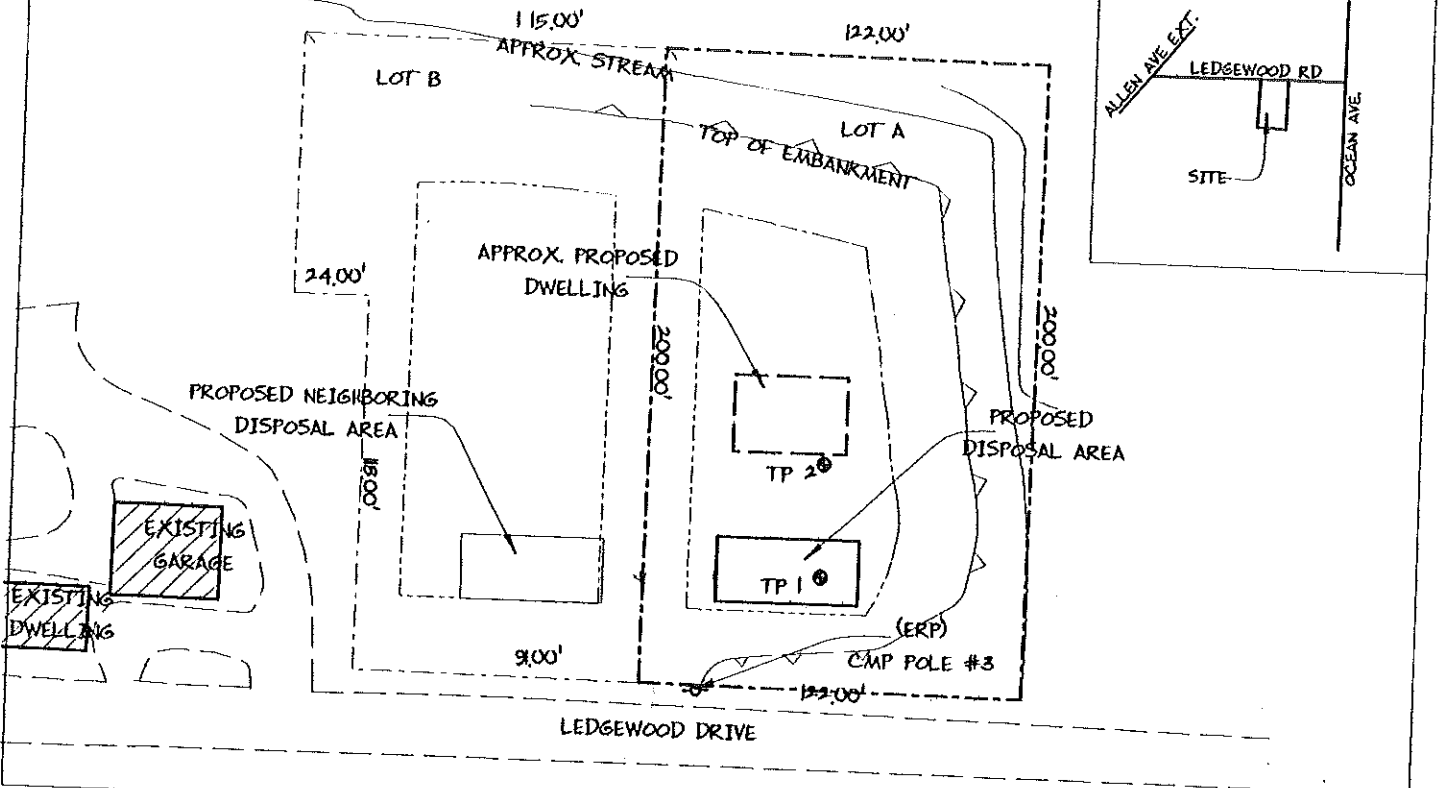 115.00'
122.00'
APPROX. STREAM
LOT B
LOT A
TOP OF EMBANKMENT
ALLEN AVE. EXT.
LEDGEWOOD RD
OCEAN AVE.
SITE
APPROX. PROPOSED
DWELLING
24.00'
200.00'
200.00'
PROPOSED NEIGHBORING
DISPOSAL AREA
PROPOSED
DISPOSAL AREA
TP 2
118.00'
EXISTING
GARAGE
TP 1
EXISTING
DWELLING
(ERP)
CMP POLE #3
91.00'
122.00'
LEDGEWOOD DRIVE